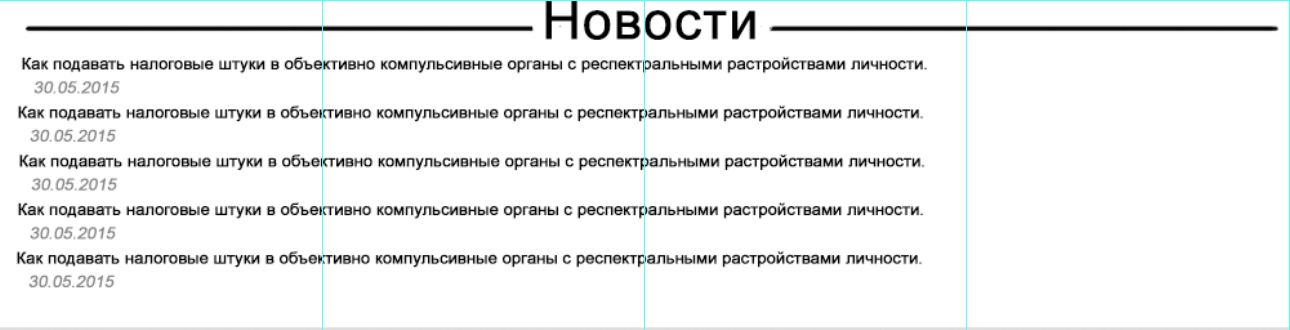 Новости
Как подавать налоговые штуки в объективно компульсивные органы с респектральными растройствами личности.
30.05.2015
Как подавать налоговые штуки в объективно компульсивные органы с респектральными растройствами личности.
30.05.2015
Как подавать налоговые штуки в объективно компульсивные органы с респектральными растройствами личности.
30.05.2015
Как подавать налоговые штуки в объективно компульсивные органы с респектральными растройствами личности.
30.05.2015
Как подавать налоговые штуки в объективно компульсивные органы с респектральными растройствами личности.
30.05.2015